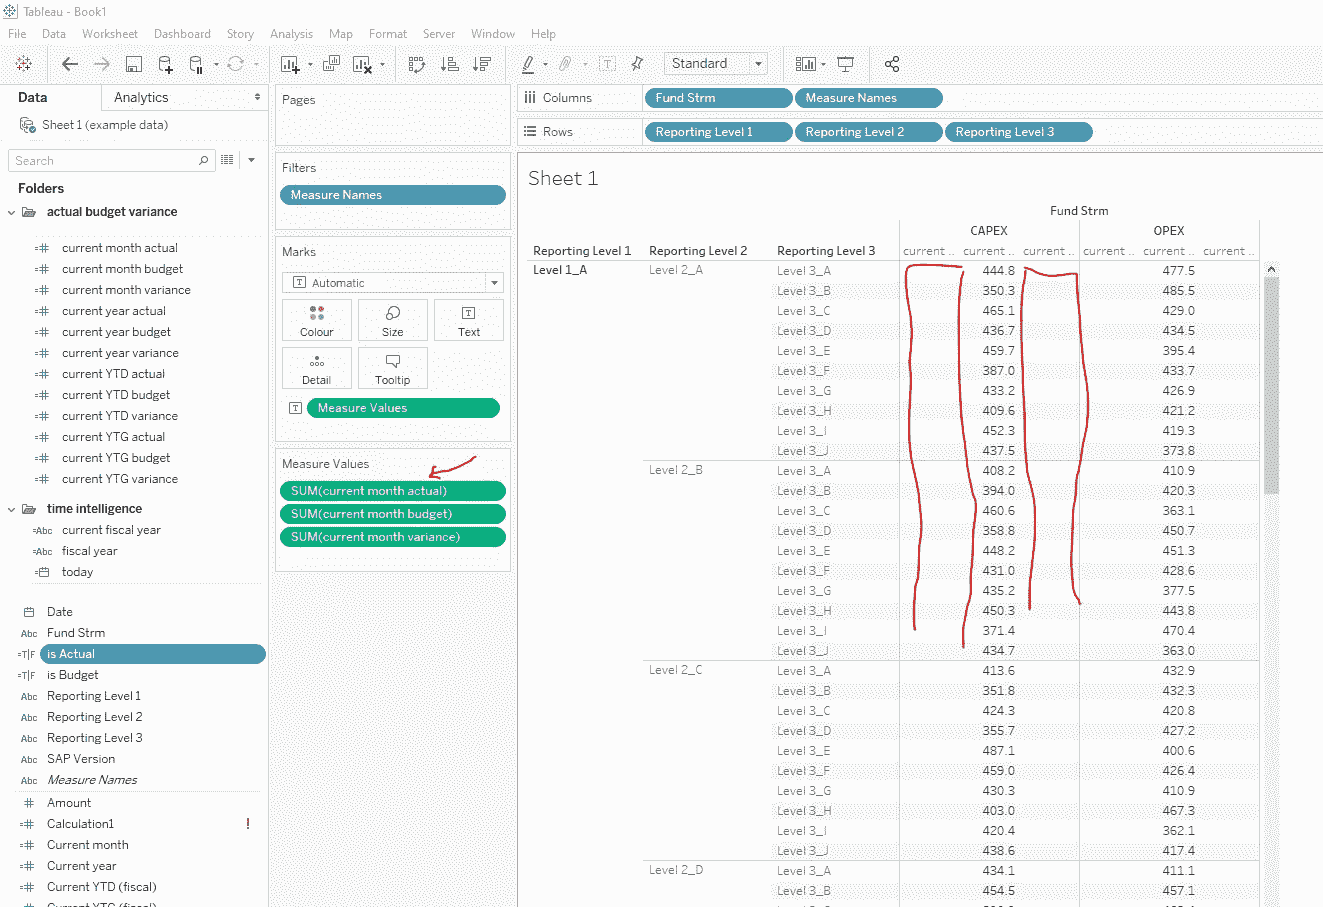 Tableau - Book1
File Data Worksheet Dashboard Story Analysis Map Format Server Window Help
Standard
Data Analytics
Sheet 1 (example data)
Search
Folders
actual budget variance
current month actual
current month budget
current month variance
current year actual
current year budget
current year variance
current YTD actual
current YTD budget
current YTD variance
current YTG actual
current YTG budget
current YTG variance
time intelligence
=Abc current fiscal year
=Abc fiscal year
today
Date
Abc Fund Strm
=T|F is Actual
=T|F is Budget
Abc Reporting Level 1
Abc Reporting Level 2
Abc Reporting Level 3
Abc SAP Version
Abc Measure Names
# Amount
=# Calculation1 !
=# Current month
=# Current year
=# Current YTD (fiscal)
Pages
Filters
Measure Names
Marks
T Automatic
Colour Size Text
Detail Tooltip
T Measure Values
Measure Values
SUM(current month actual)
SUM(current month budget)
SUM(current month variance)
Columns Fund Strm Measure Names
Rows Reporting Level 1 Reporting Level 2 Reporting Level 3
Sheet 1
Fund Strm
CAPEX OPEX
Reporting Level 1 Reporting Level 2 Reporting Level 3 current .. current .. current .. current .. current .. current ..
Level 1_A Level 2_A Level 3_A 444.8 477.5
Level 3_B 350.3 485.5
Level 3_C 465.1 429.0
Level 3_D 436.7 434.5
Level 3_E 459.7 395.4
Level 3_F 387.0 433.7
Level 3_G 433.2 426.9
Level 3_H 409.6 421.2
Level 3_I 452.3 419.3
Level 3_J 437.5 373.8
Level 2_B Level 3_A 408.2 410.9
Level 3_B 394.0 420.3
Level 3_C 460.6 363.1
Level 3_D 358.8 450.7
Level 3_E 448.2 451.3
Level 3_F 431.0 428.6
Level 3_G 435.2 377.5
Level 3_H 450.3 443.8
Level 3_I 371.4 470.4
Level 3_J 434.7 363.0
Level 2_C Level 3_A 413.6 432.9
Level 3_B 351.8 432.3
Level 3_C 424.3 420.8
Level 3_D 355.7 427.2
Level 3_E 487.1 400.6
Level 3_F 459.0 426.4
Level 3_G 430.3 410.9
Level 3_H 403.0 467.3
Level 3_I 420.4 362.1
Level 3_J 438.6 417.4
Level 2_D Level 3_A 434.1 411.1
Level 3_B 454.5 457.1